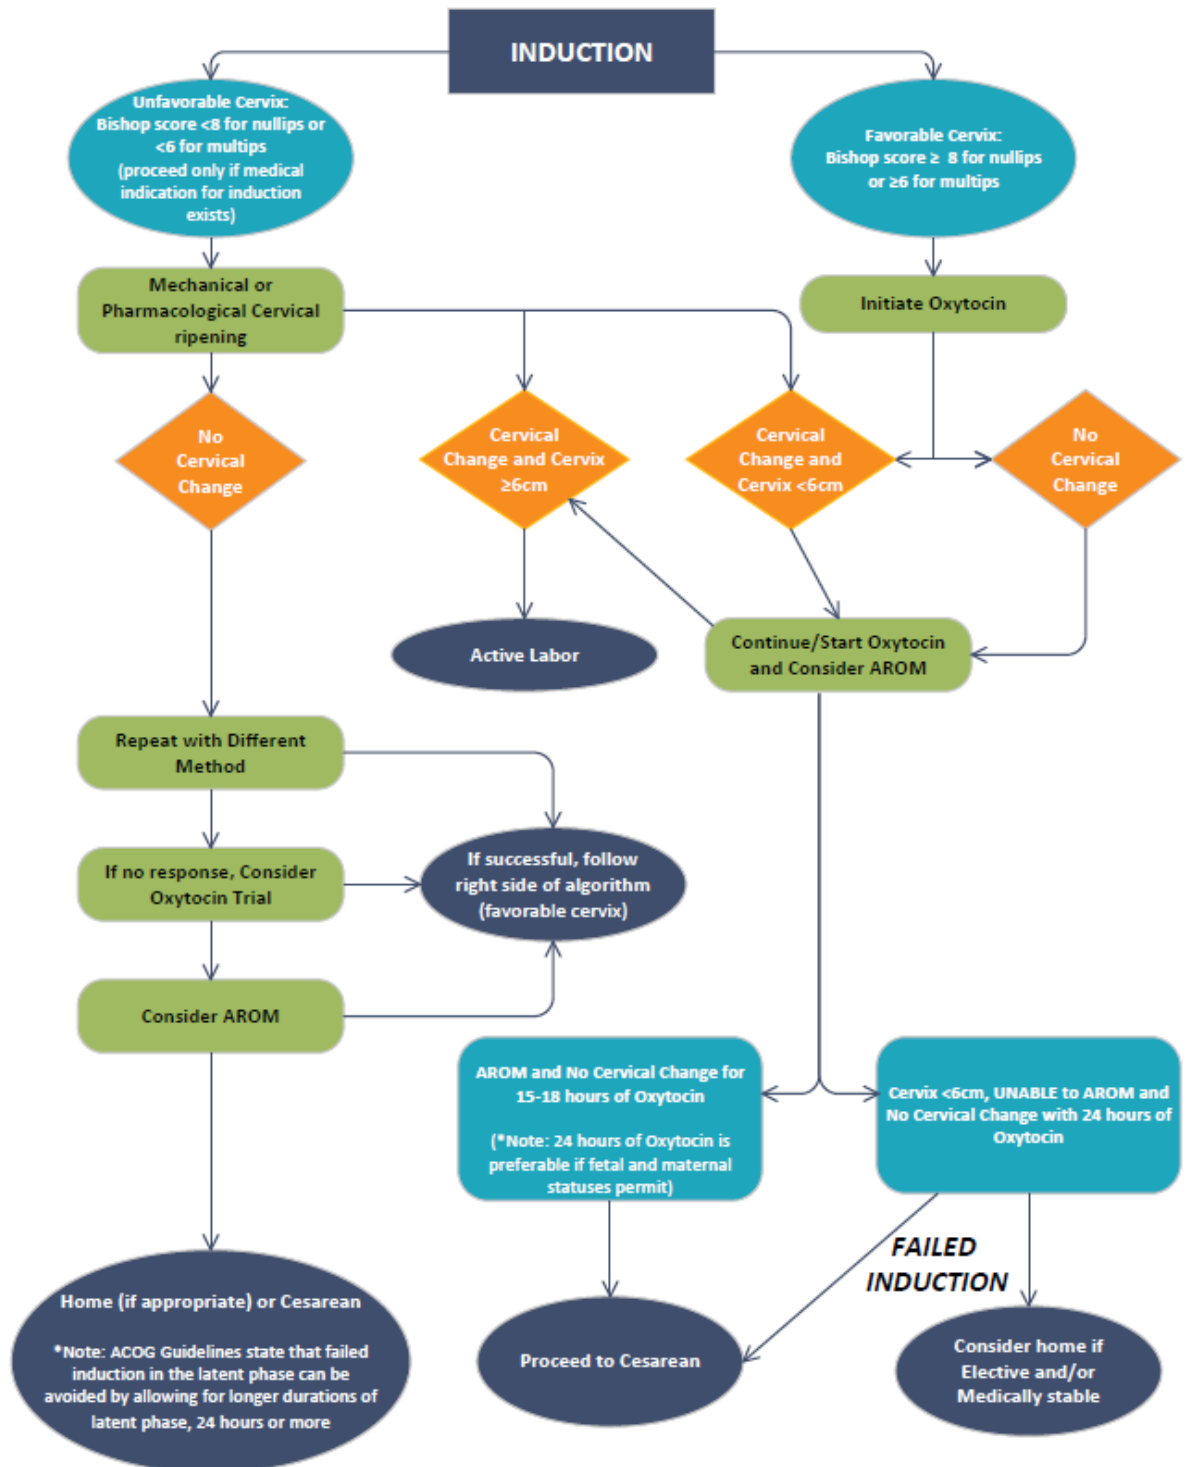 INDUCTION
Unfavorable Cervix:
Bishop score <8 for nullips or
<6 for multips
(proceed only if medical
indication for induction
exists)
Favorable Cervix:
Bishop score ≥ 8 for nullips
or ≥6 for multips
Mechanical or
Pharmacological Cervical
ripening
Initiate Oxytocin
No
Cervical
Change
Cervical
Change and Cervix
≥6cm
Cervical
Change and
Cervix <6cm
No
Cervical
Change
Active Labor
Continue/Start Oxytocin
and Consider AROM
Repeat with Different
Method
If no response, Consider
Oxytocin Trial
If successful, follow
right side of algorithm
(favorable cervix)
Consider AROM
AROM and No Cervical Change for
15-18 hours of Oxytocin
(*Note: 24 hours of Oxytocin is
preferable if fetal and maternal
statuses permit)
Cervix <6cm, UNABLE to AROM and
No Cervical Change with 24 hours of
Oxytocin
FAILED
INDUCTION
Home (if appropriate) or Cesarean
*Note: ACOG Guidelines state that failed
induction in the latent phase can be
avoided by allowing for longer durations of
latent phase, 24 hours or more
Proceed to Cesarean
Consider home if
Elective and/or
Medically stable